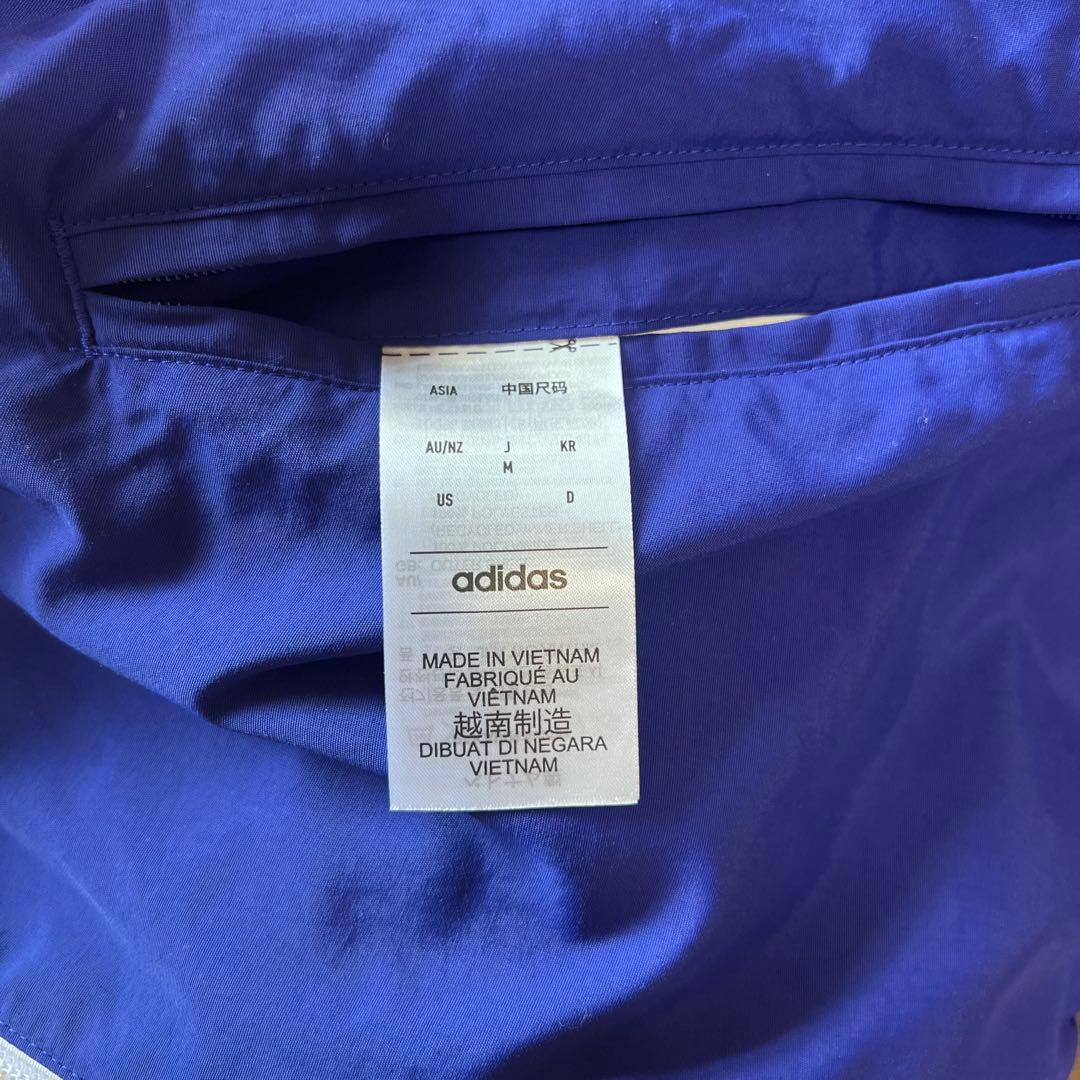 ASIA 中国尺码
AU/NZ J KR
M
US D
adidas
MADE IN VIETNAM
FABRIQUÉ AU
VIÊTNAM
越南制造
DIBUAT DI NEGARA
VIETNAM